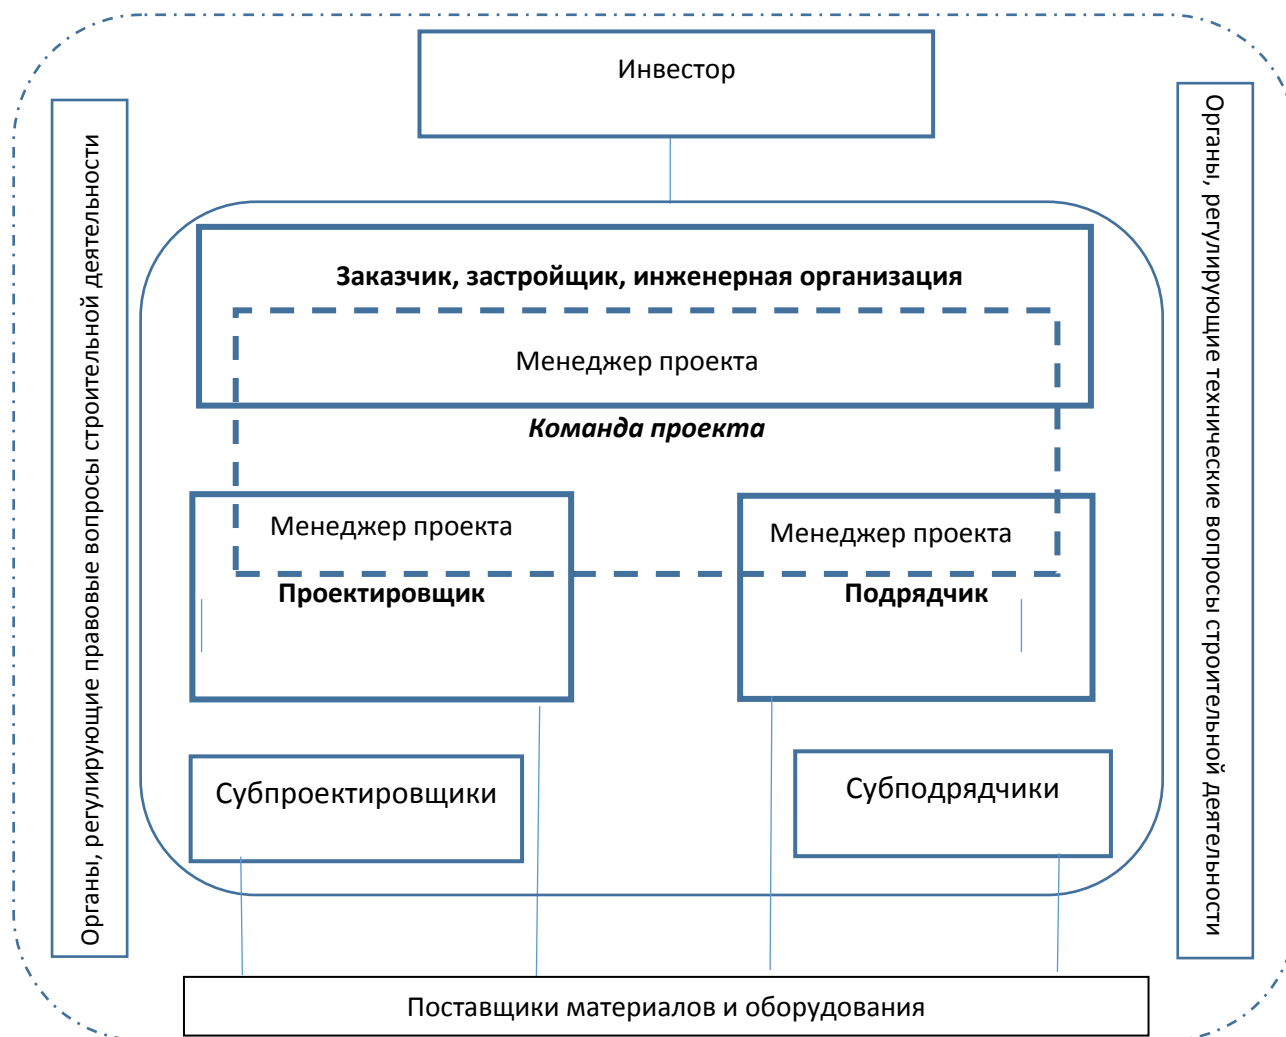 Инвестор
Органы, регулирующие правовые вопросы строительной деятельности
Органы, регулирующие технические вопросы строительной деятельности
Заказчик, застройщик, инженерная организация
Менеджер проекта
Команда проекта
Менеджер проекта
Менеджер проекта
Проектировщик
Подрядчик
Субпроектировщики
Субподрядчики
Поставщики материалов и оборудования